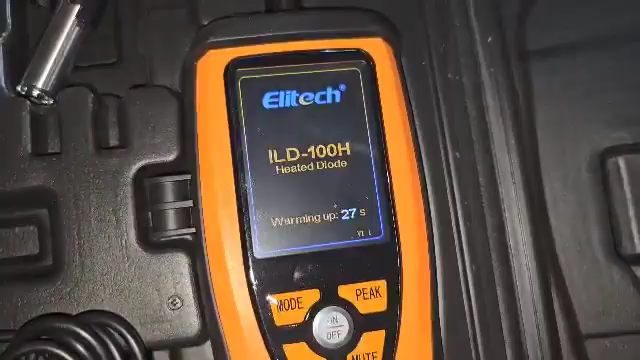 Elitech®
ILD-100H
Heated Diode
Warming up: 27 s
MODE
PEAK
ON
OFF
MUTE